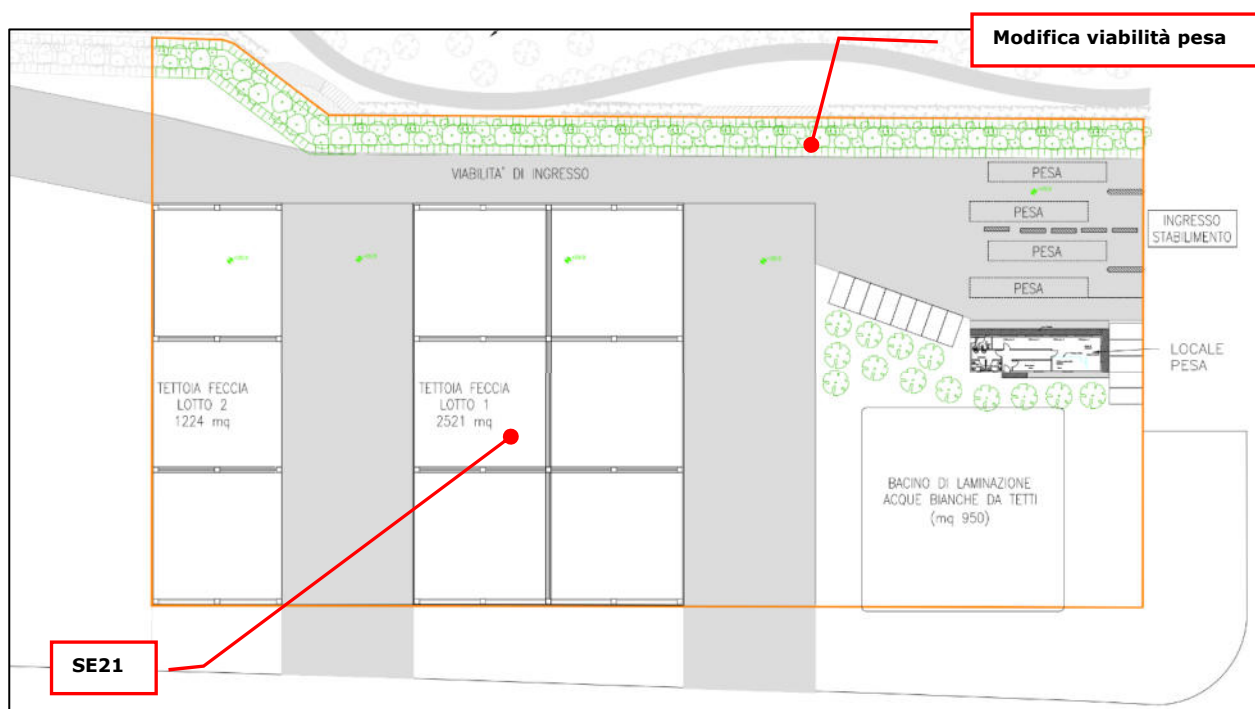 Modifica viabilità pesa
VIABILITA' DI INGRESSO
PESA
PESA
PESA
PESA
INGRESSO
STABILIMENTO
LOCALE
PESA
TETTOIA FECCIA
LOTTO 2
1224 mq
TETTOIA FECCIA
LOTTO 1
2521 mq
BACINO DI LAMINAZIONE
ACQUE BIANCHE DA TETTI
(mq 950)
SE21